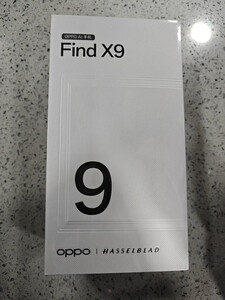 OPPO AI 手机
Find X9
9
oppo | HASSELBLAD